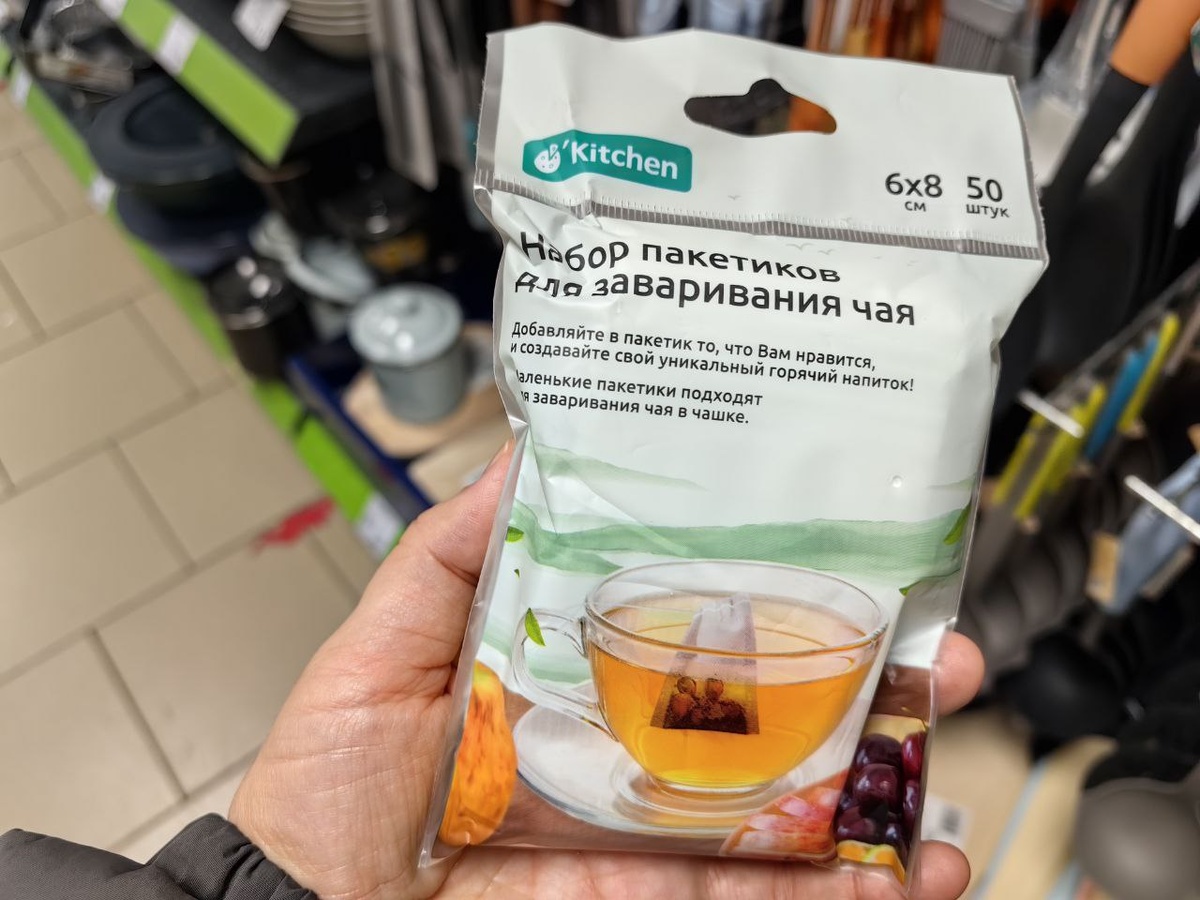 'Kitchen
6x8 50
см штук
Набор пакетиков
для заваривания чая
Добавляйте в пакетик то, что Вам нравится,
и создавайте свой уникальный горячий напиток!
аленькие пакетики подходят
заваривания чая в чашке.